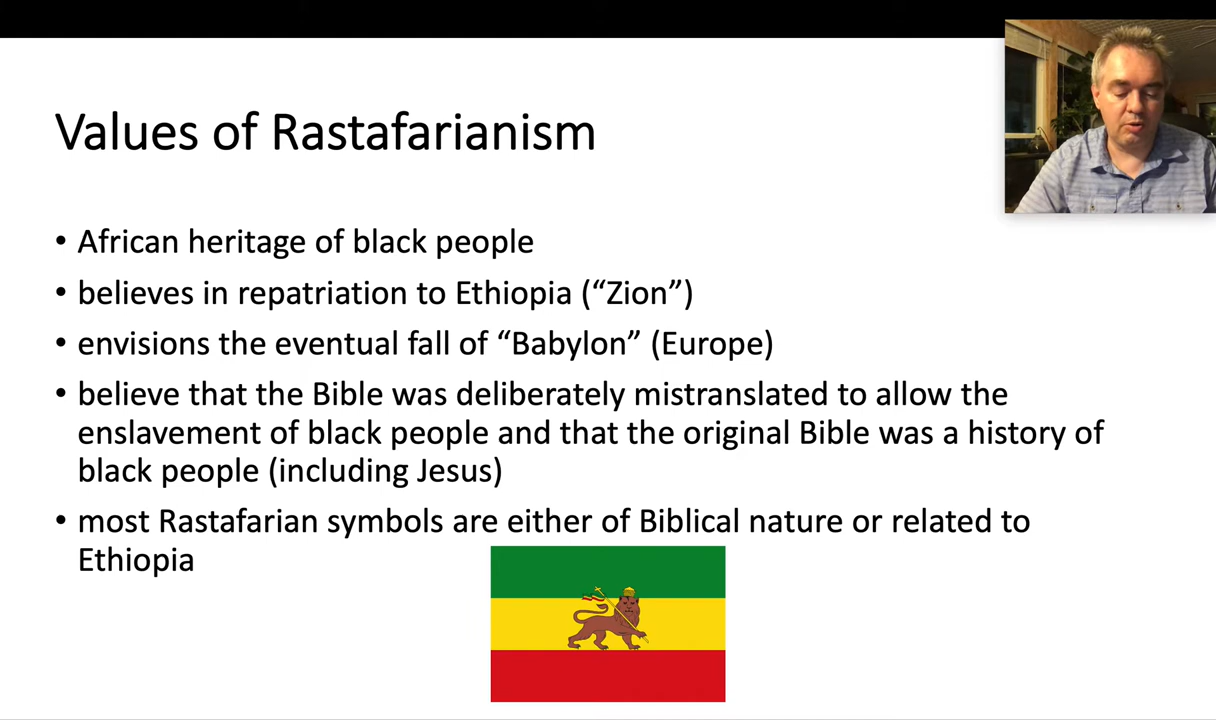 Values of Rastafarianism
• African heritage of black people
• believes in repatriation to Ethiopia (“Zion”)
• envisions the eventual fall of “Babylon” (Europe)
• believe that the Bible was deliberately mistranslated to allow the
enslavement of black people and that the original Bible was a history of
black people (including Jesus)
• most Rastafarian symbols are either of Biblical nature or related to
Ethiopia